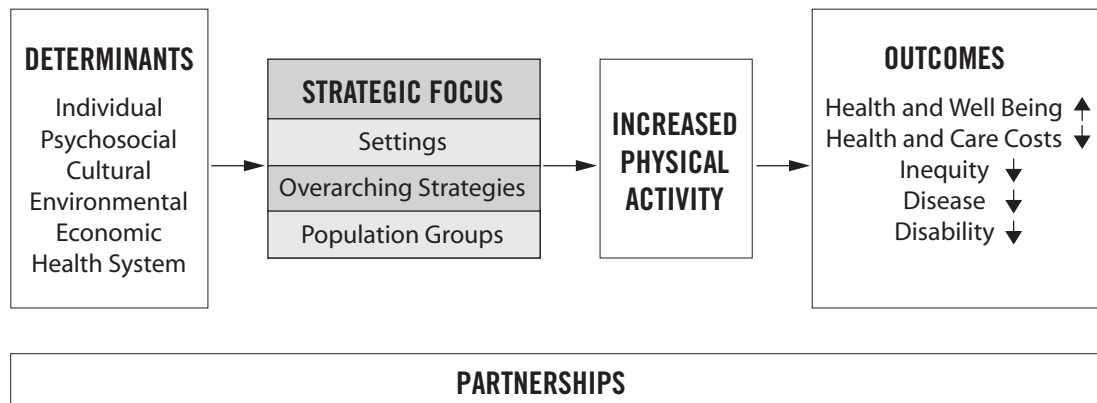 DETERMINANTS
Individual
Psychosocial
Cultural
Environmental
Economic
Health System
STRATEGIC FOCUS
Settings
Overarching Strategies
Population Groups
INCREASED
PHYSICAL
ACTIVITY
OUTCOMES
Health and Well Being
Health and Care Costs
Inequity
Disease
Disability
PARTNERSHIPS